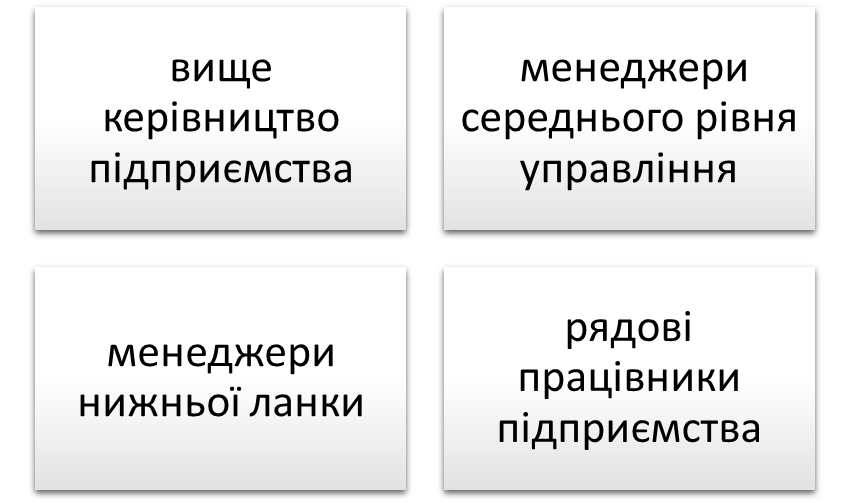 вище
керівництво
підприємства
менеджери
середнього рівня
управління
менеджери
нижньої ланки
рядові
працівники
підприємства